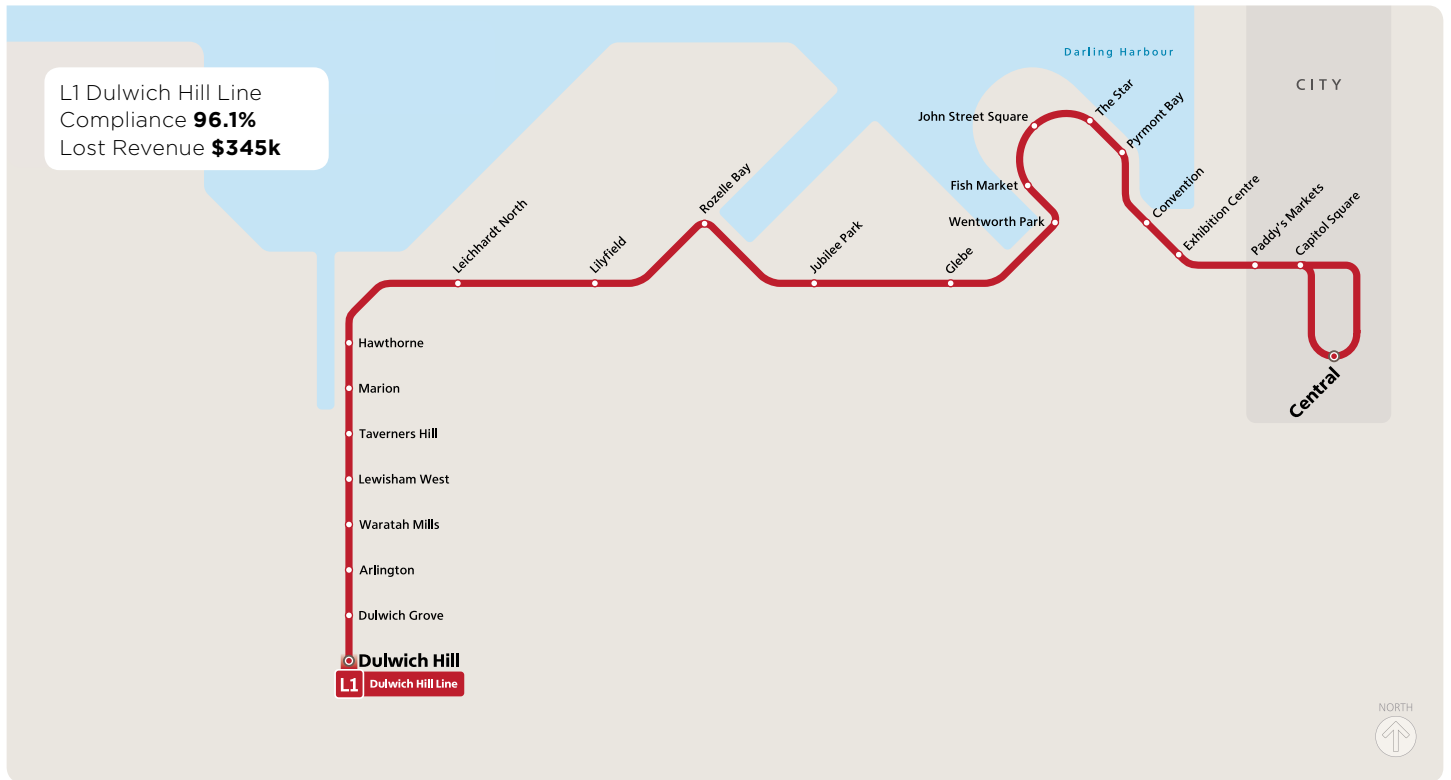 L1 Dulwich Hill Line
Compliance 96.1%
Lost Revenue $345k
Darling Harbour
CITY
John Street Square
The Star
Pyrmont Bay
Fish Market
Wentworth Park
Convention
Exhibition Centre
Paddy's Markets
Capitol Square
Central
Rozelle Bay
Leichhardt North
Lilyfield
Jubilee Park
Glebe
Hawthorne
Marion
Taverners Hill
Lewisham West
Waratah Mills
Arlington
Dulwich Grove
Dulwich Hill
L1 Dulwich Hill Line
NORTH